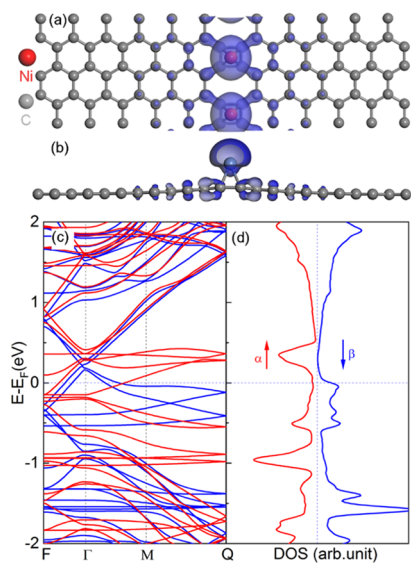 (a)
Ni
C
(b)
2
(c)
(d)
1
α
β
0
E-E_F(eV)
-1
-2
F Γ M Q
DOS (arb.unit)